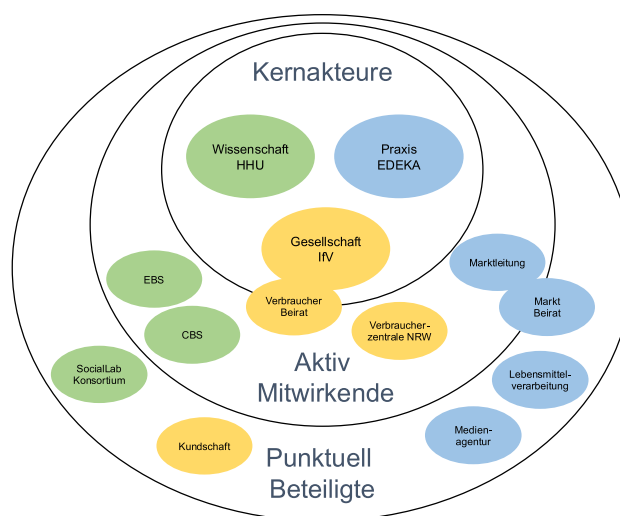 Kernakteure
Wissenschaft
HHU
Praxis
EDEKA
Gesellschaft
IfV
Marktleitung
EBS
Verbraucher
Beirat
Markt
Beirat
CBS
Verbraucher-
zentrale NRW
Aktiv
Mitwirkende
SocialLab
Konsortium
Lebensmittel-
verarbeitung
Medien-
agentur
Kundschaft
Punktuell
Beteiligte